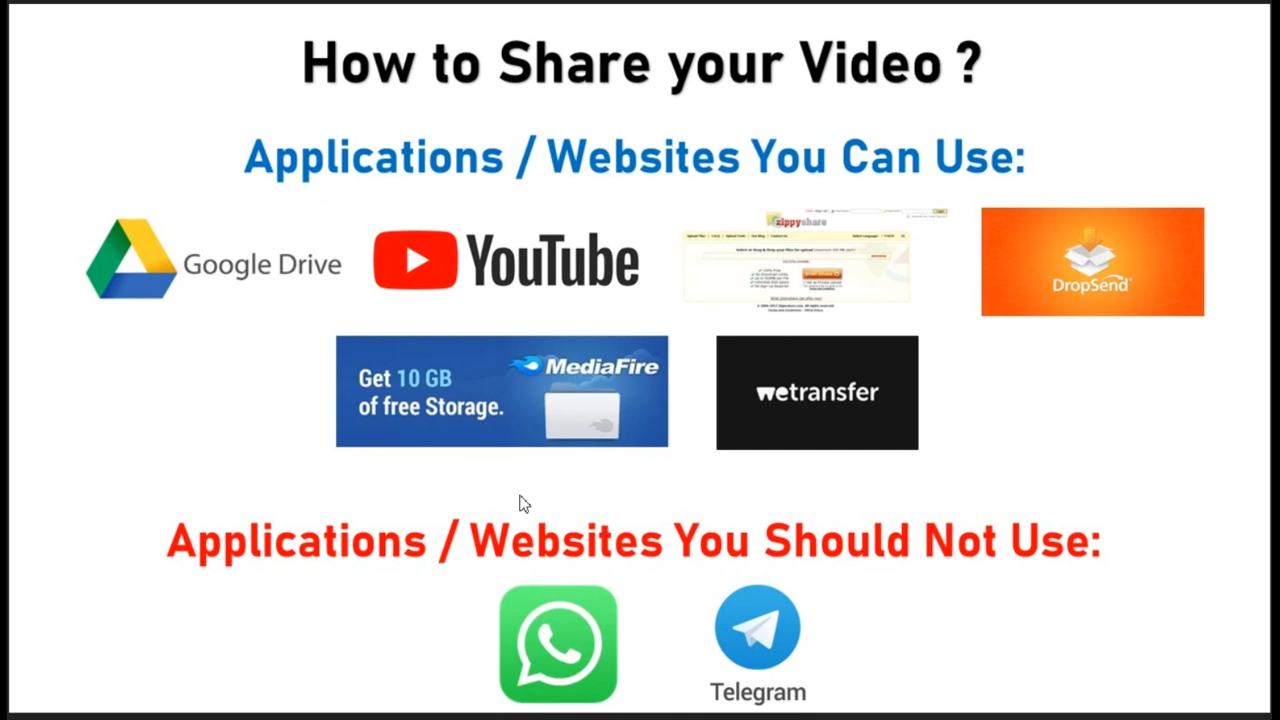 How to Share your Video ?
Applications / Websites You Can Use:
Google Drive
YouTube
zippyshare
DropSend
MediaFire
Get 10 GB
of free Storage.
wetransfer
Applications / Websites You Should Not Use:
Telegram